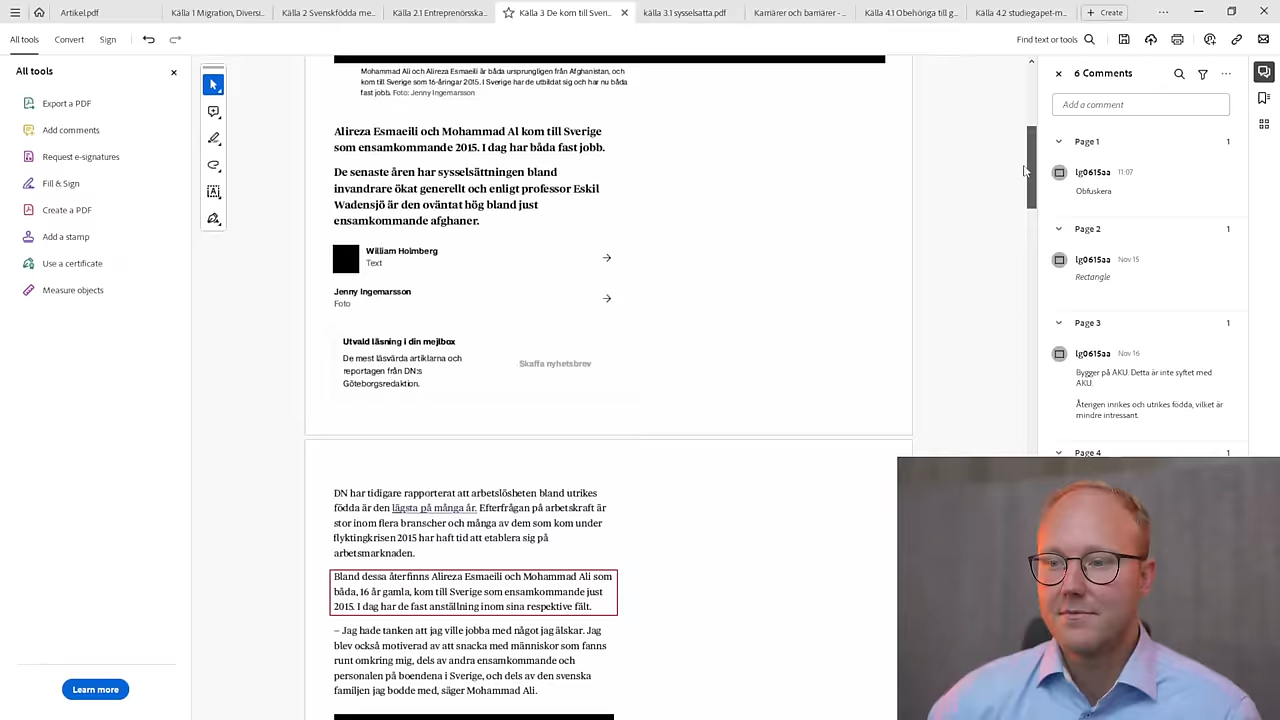 Artikel.pdf
Källa 1 Migration, Diversi...
Källa 2 Svenskfödda me...
Källa 2.1 Entreprenörsska...
Källa 3 De kom till Sveri...
källa 3.1 sysselsatta.pdf
Karriärer och barriärer - ...
Källa 4.1 Obehöriga till g...
Källa 4.2 studiegapet-m...
+ Create
All tools
Convert
Sign
Find text or tools
All tools
Export a PDF
Add comments
Request e-signatures
Fill & Sign
Create a PDF
Add a stamp
Use a certificate
Measure objects
Learn more
Mohammad Ali och Alireza Esmaeili är båda ursprungligen från Afghanistan, och
kom till Sverige som 16-åringar 2015. I Sverige har de utbildat sig och har nu båda
fast jobb. Foto: Jenny Ingemarsson
Alireza Esmaeili och Mohammad Al kom till Sverige
som ensamkommande 2015. I dag har båda fast jobb.
De senaste åren har sysselsättningen bland
invandrare ökat generellt och enligt professor Eskil
Wadensjö är den oväntat hög bland just
ensamkommande afghaner.
William Holmberg
Text
Jenny Ingemarsson
Foto
Utvald läsning i din mejlbox
De mest läsvärda artiklarna och
reportagen från DN:s
Göteborgsredaktion.
Skaffa nyhetsbrev
DN har tidigare rapporterat att arbetslösheten bland utrikes
födda är den lägsta på många år. Efterfrågan på arbetskraft är
stor inom flera branscher och många av dem som kom under
flyktingkrisen 2015 har haft tid att etablera sig på
arbetsmarknaden.
Bland dessa återfinns Alireza Esmaeili och Mohammad Ali som
båda, 16 år gamla, kom till Sverige som ensamkommande just
2015. I dag har de fast anställning inom sina respektive fält.
– Jag hade tanken att jag ville jobba med något jag älskar. Jag
blev också motiverad av att snacka med människor som fanns
runt omkring mig, dels av andra ensamkommande och
personalen på boendena i Sverige, och dels av den svenska
familjen jag bodde med, säger Mohammad Ali.
6 Comments
Add a comment
Page 1
1
lg0615aa 11:07
Obfuskera
Page 2
1
lg0615aa Nov 15
Rectangle
Page 3
1
lg0615aa Nov 16
Bygger på AKU. Detta är inte syftet med
AKU.
Återigen inrikes och utrikes födda, vilket är
mindre intressant.
Page 4
1